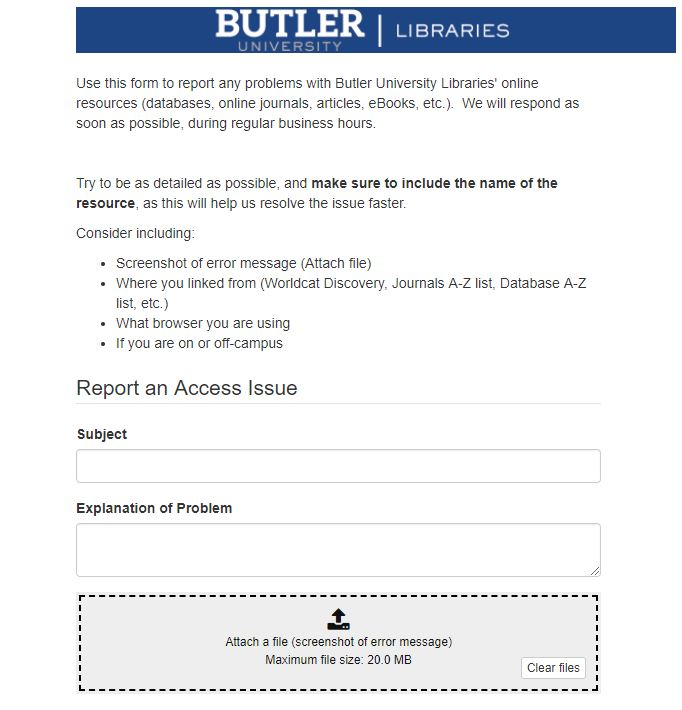 BUTLER UNIVERSITY | LIBRARIES
Use this form to report any problems with Butler University Libraries' online
resources (databases, online journals, articles, eBooks, etc.).  We will respond as
soon as possible, during regular business hours.
Try to be as detailed as possible, and make sure to include the name of the
resource, as this will help us resolve the issue faster.
Consider including:
• Screenshot of error message (Attach file)
• Where you linked from (Worldcat Discovery, Journals A-Z list, Database A-Z
list, etc.)
• What browser you are using
• If you are on or off-campus
Report an Access Issue
Subject
Explanation of Problem
Attach a file (screenshot of error message)
Maximum file size: 20.0 MB
Clear files